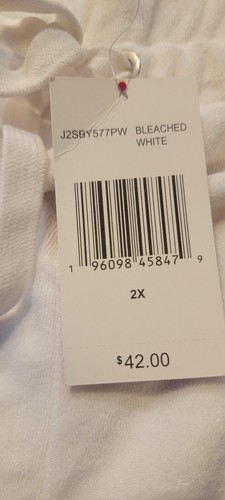 J2SBY577PW BLEACHED
WHITE
1 96098 45847 9
2X
$42.00